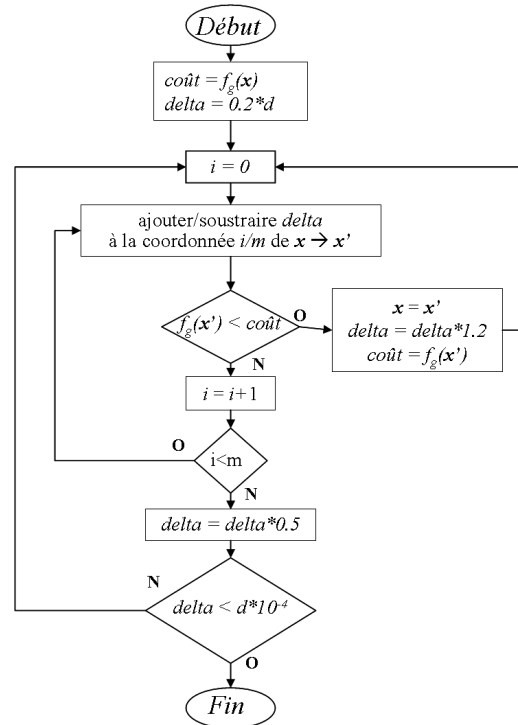 Début
coût = f_g(x)
delta = 0.2*d
i = 0
ajouter/soustraire delta
à la coordonnée i/m de x → x'
f_g(x') < coût
O
x = x'
delta = delta*1.2
coût = f_g(x')
N
i = i+1
O
i<m
N
delta = delta*0.5
N
delta < d*10⁻⁴
O
Fin